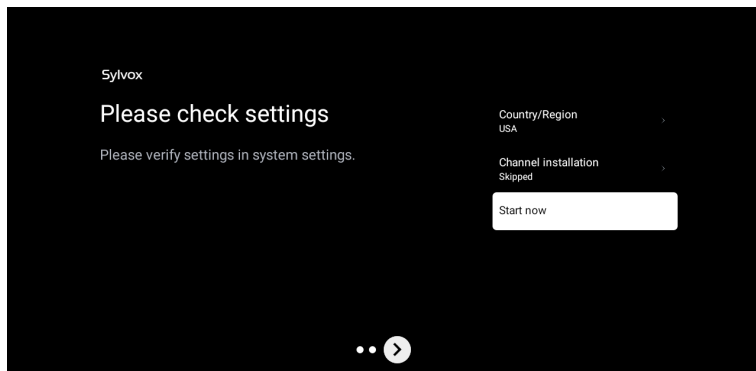 Sylvox
Please check settings
Please verify settings in system settings.
Country/Region
USA
Channel installation
Skipped
Start now